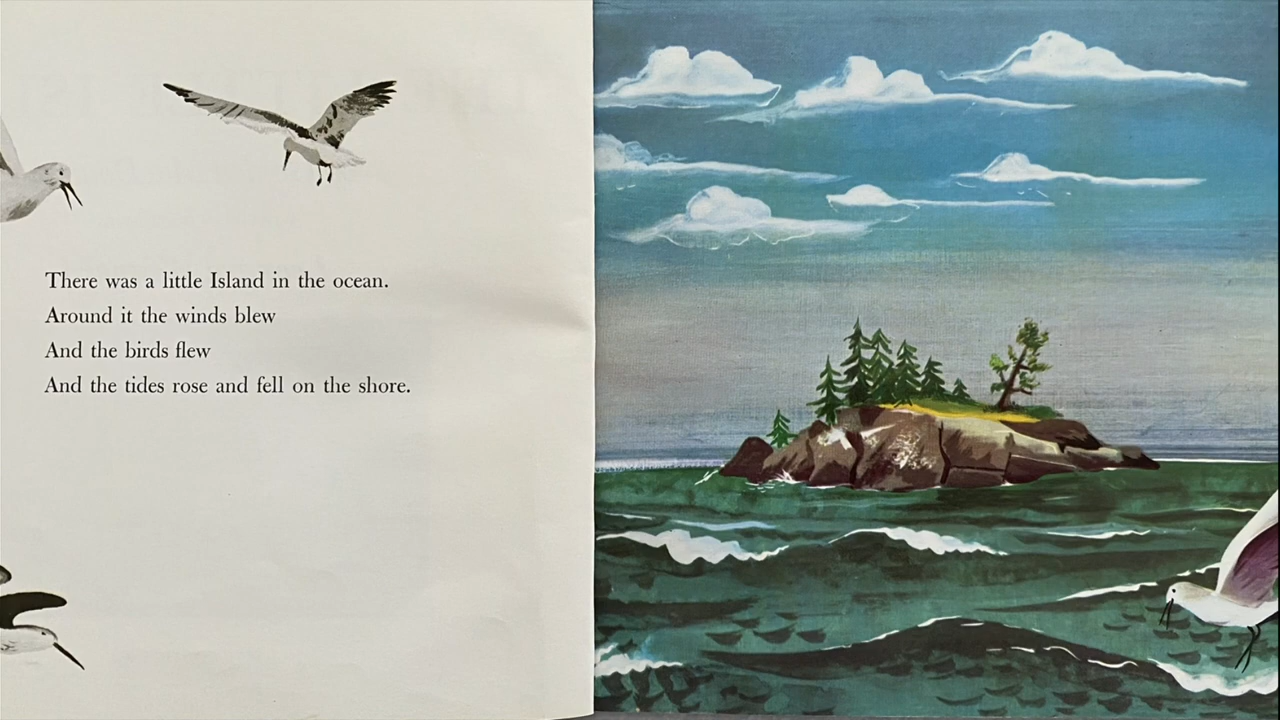 There was a little Island in the ocean.
Around it the winds blew
And the birds flew
And the tides rose and fell on the shore.